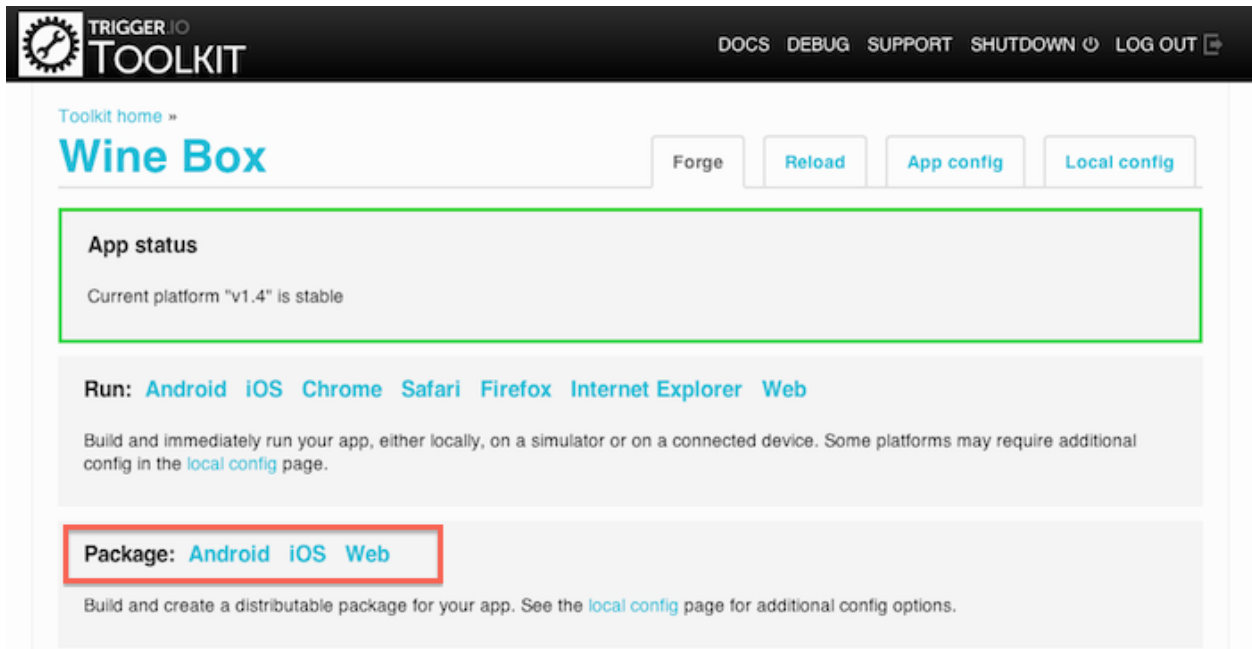 TRIGGER.IO
TOOLKIT
DOCS DEBUG SUPPORT SHUTDOWN LOG OUT
Toolkit home »
Wine Box
Forge Reload App config Local config
App status
Current platform "v1.4" is stable
Run: Android iOS Chrome Safari Firefox Internet Explorer Web
Build and immediately run your app, either locally, on a simulator or on a connected device. Some platforms may require additional
config in the local config page.
Package: Android iOS Web
Build and create a distributable package for your app. See the local config page for additional config options.